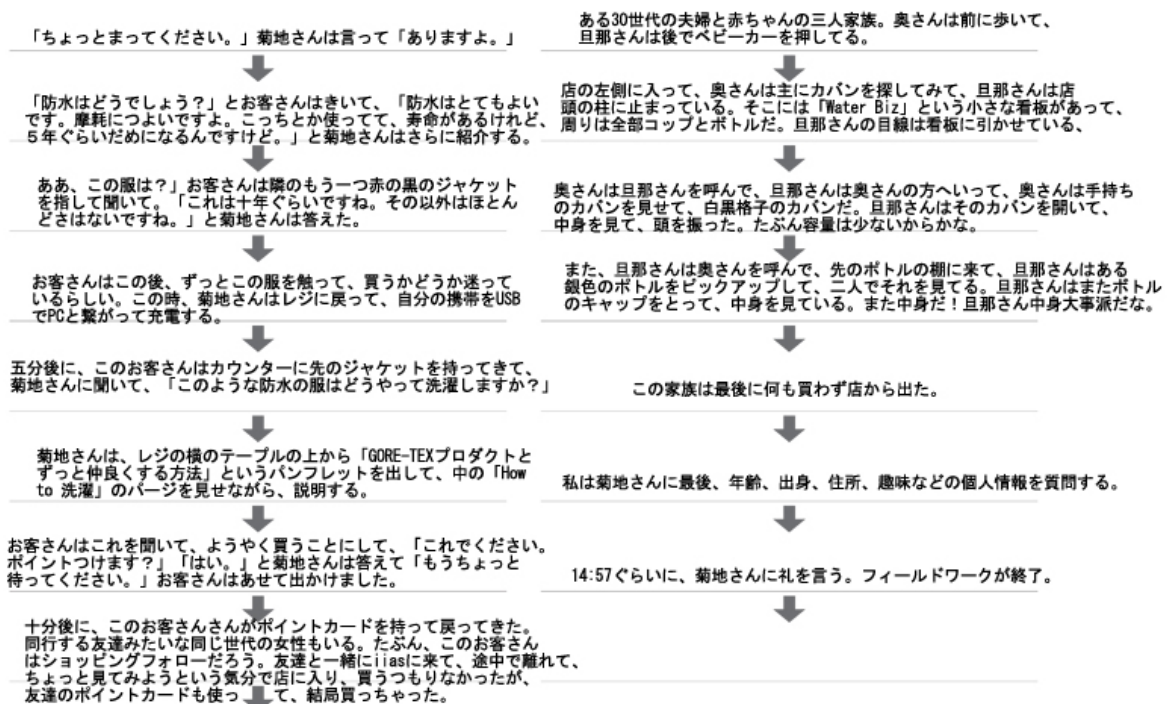 「ちょっとまってください。」菊地さんは言って「ありますよ。」
「防水はどうでしょう？」とお客さんはきいて、「防水はとてもよい
です。摩耗につよいですよ。こっちとか使ってて、寿命があるけれど、
５年ぐらいだめになるんですけど。」と菊地さんはさらに紹介する。
ああ、この服は？」お客さんは隣のもう一つ赤の黒のジャケット
を指して聞いて。「これは十年ぐらいですね。その以外はほとん
どさはないですね。」と菊地さんは答えた。
お客さんはこの後、ずっとこの服を触って、買うかどうか迷って
いるらしい。この時、菊地さんはレジに戻って、自分の携帯をUSB
でPCと繋がって充電する。
五分後に、このお客さんはカウンターに先のジャケットを持ってきて、
菊地さんに聞いて、「このような防水の服はどうやって洗濯しますか？」
菊地さんは、レジの横のテーブルの上から「GORE-TEXプロダクトと
ずっと仲良くする方法」というパンフレットを出して、中の「How
to 洗濯」のページを見せながら、説明する。
お客さんはこれを聞いて、ようやく買うことにして、「これでください。
ポイントつけます？」「はい。」と菊地さんは答えて「もうちょっと
待ってください。」お客さんはあせて出かけました。
十分後に、このお客さんさんがポイントカードを持って戻ってきた。
同行する友達みたいな同じ世代の女性もいる。たぶん、このお客さん
はショッピングフォローだろう。友達と一緒にiiasに来て、途中で離れて、
ちょっと見てみようという気分で店に入り、買うつもりなかったが、
友達のポイントカードも使って、結局買っちゃった。
ある30世代の夫婦と赤ちゃんの三人家族。奥さんは前に歩いて、
旦那さんは後でベビーカーを押してる。
店の左側に入って、奥さんは主にカバンを探してみて、旦那さんは店
頭の柱に止まっている。そこには「Water Biz」という小さな看板があって、
周りは全部コップとボトルだ。旦那さんの目線は看板に引かせている、
奥さんは旦那さんを呼んで、旦那さんは奥さんの方へいって、奥さんは手持ち
のカバンを見せて、白黒格子のカバンだ。旦那さんはそのカバンを開いて、
中身を見て、頭を振った。たぶん容量は少ないからかな。
また、旦那さんは奥さんを呼んで、先のボトルの棚に来て、旦那さんはある
銀色のボトルをピックアップして、二人でそれを見てる。旦那さんはまたボトル
のキャップをとって、中身を見ている。また中身だ！旦那さん中身大事派だな。
この家族は最後に何も買わず店から出た。
私は菊地さんに最後、年齢、出身、住所、趣味などの個人情報を質問する。
14:57ぐらいに、菊地さんに礼を言う。フィールドワークが終了。